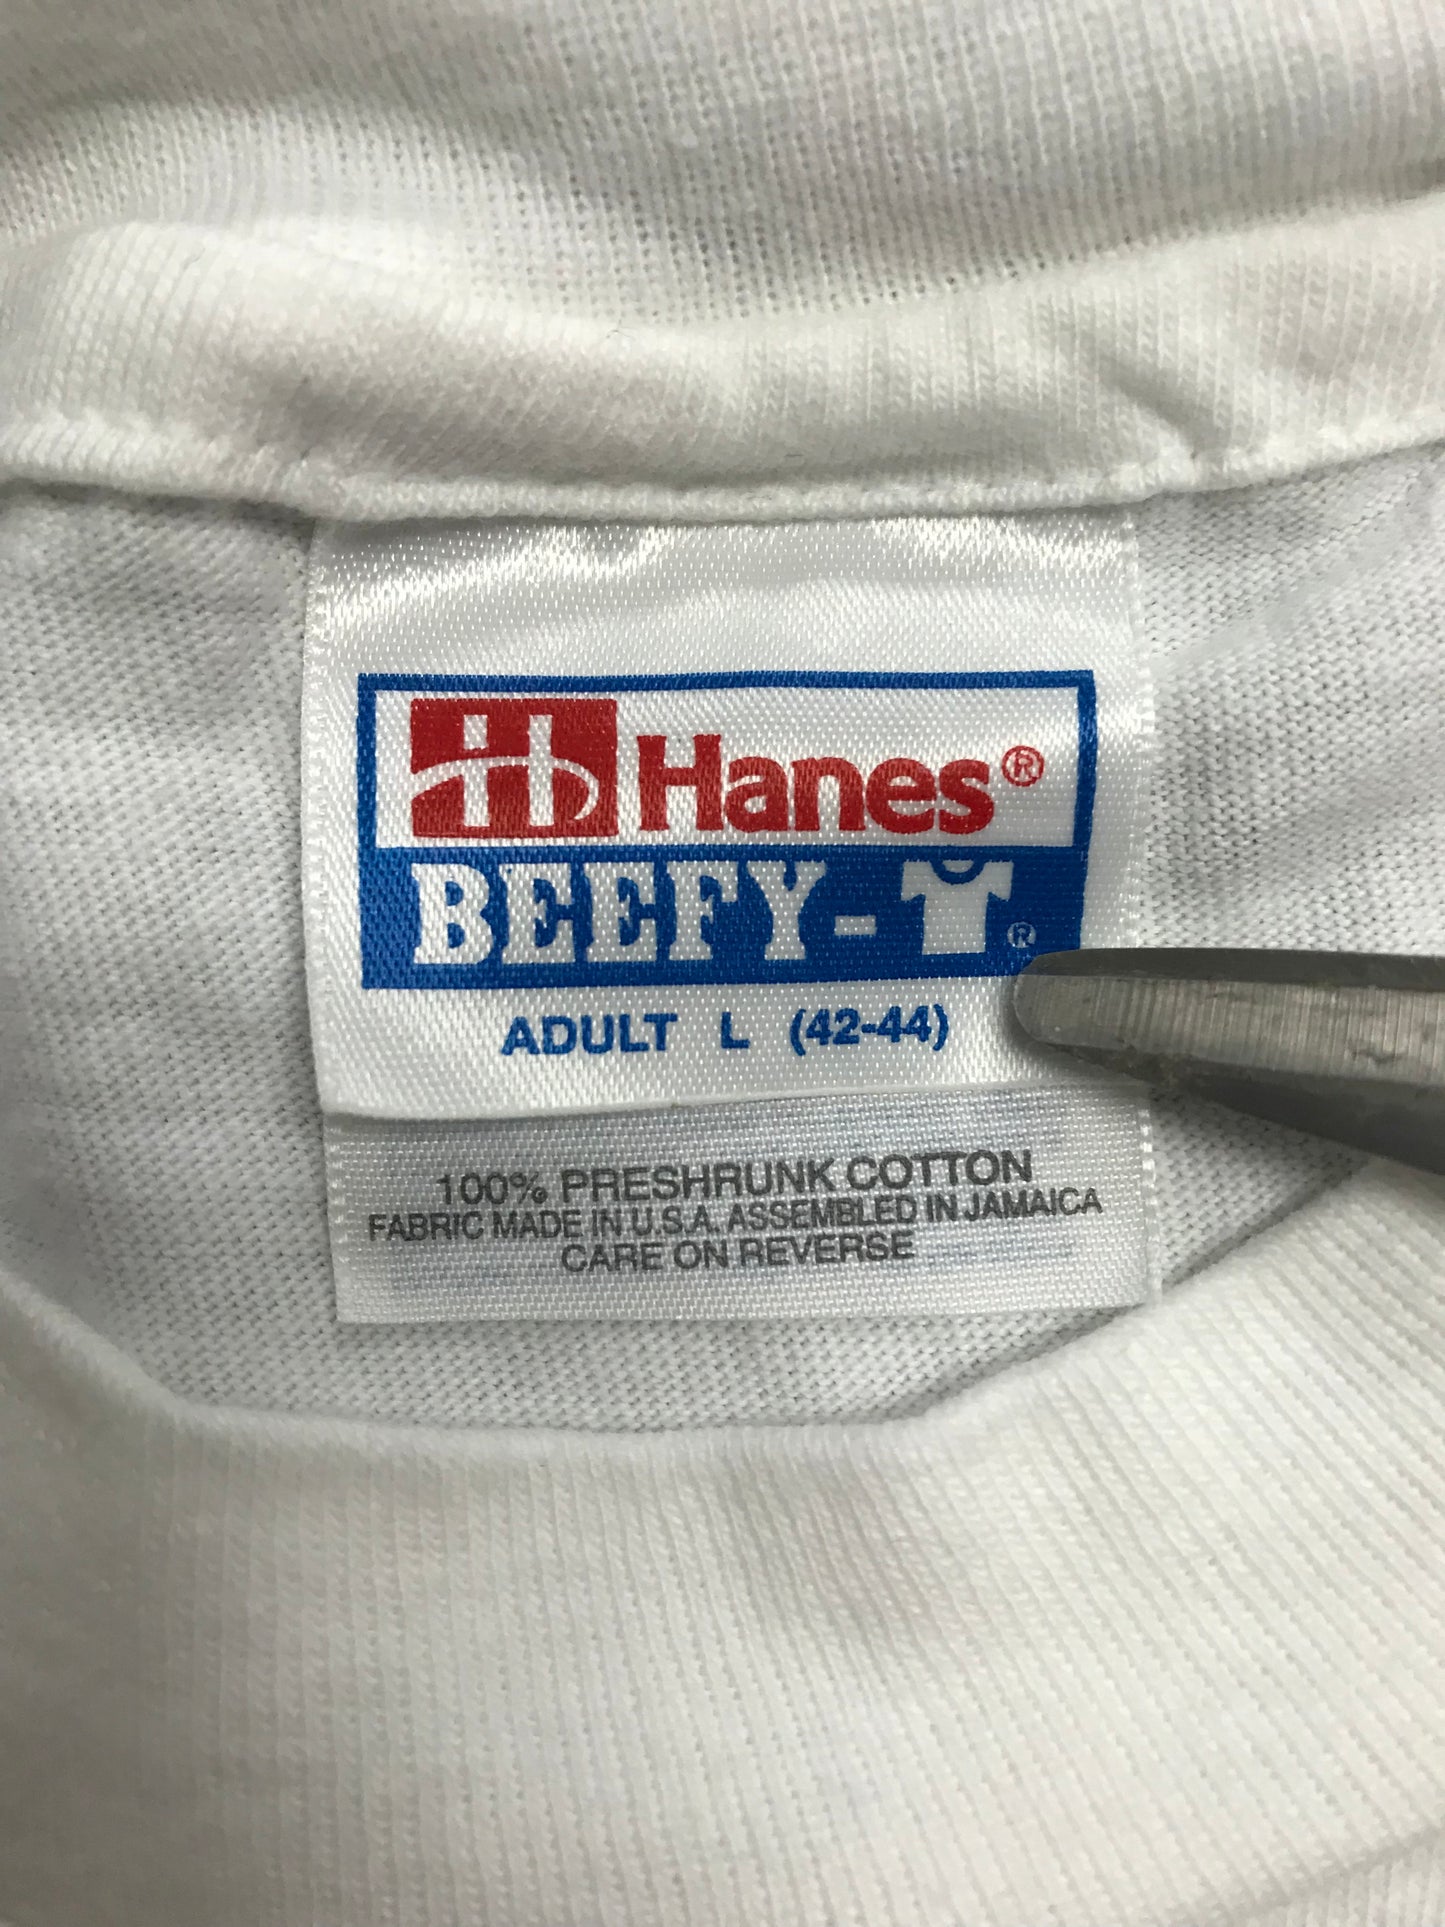 Hanes®
BEEFY-T®
ADULT L (42-44)
100% PRESHRUNK COTTON
FABRIC MADE IN U.S.A. ASSEMBLED IN JAMAICA
CARE ON REVERSE